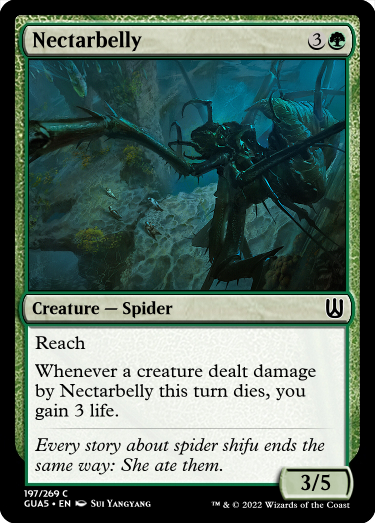 Nectarbelly 3
Creature — Spider
Reach
Whenever a creature dealt damage
by Nectarbelly this turn dies, you
gain 3 life.
Every story about spider shifu ends the
same way: She ate them.
3/5
197/269 C
GUA5 • EN Sui Yangyang
™ & © 2022 Wizards of the Coast